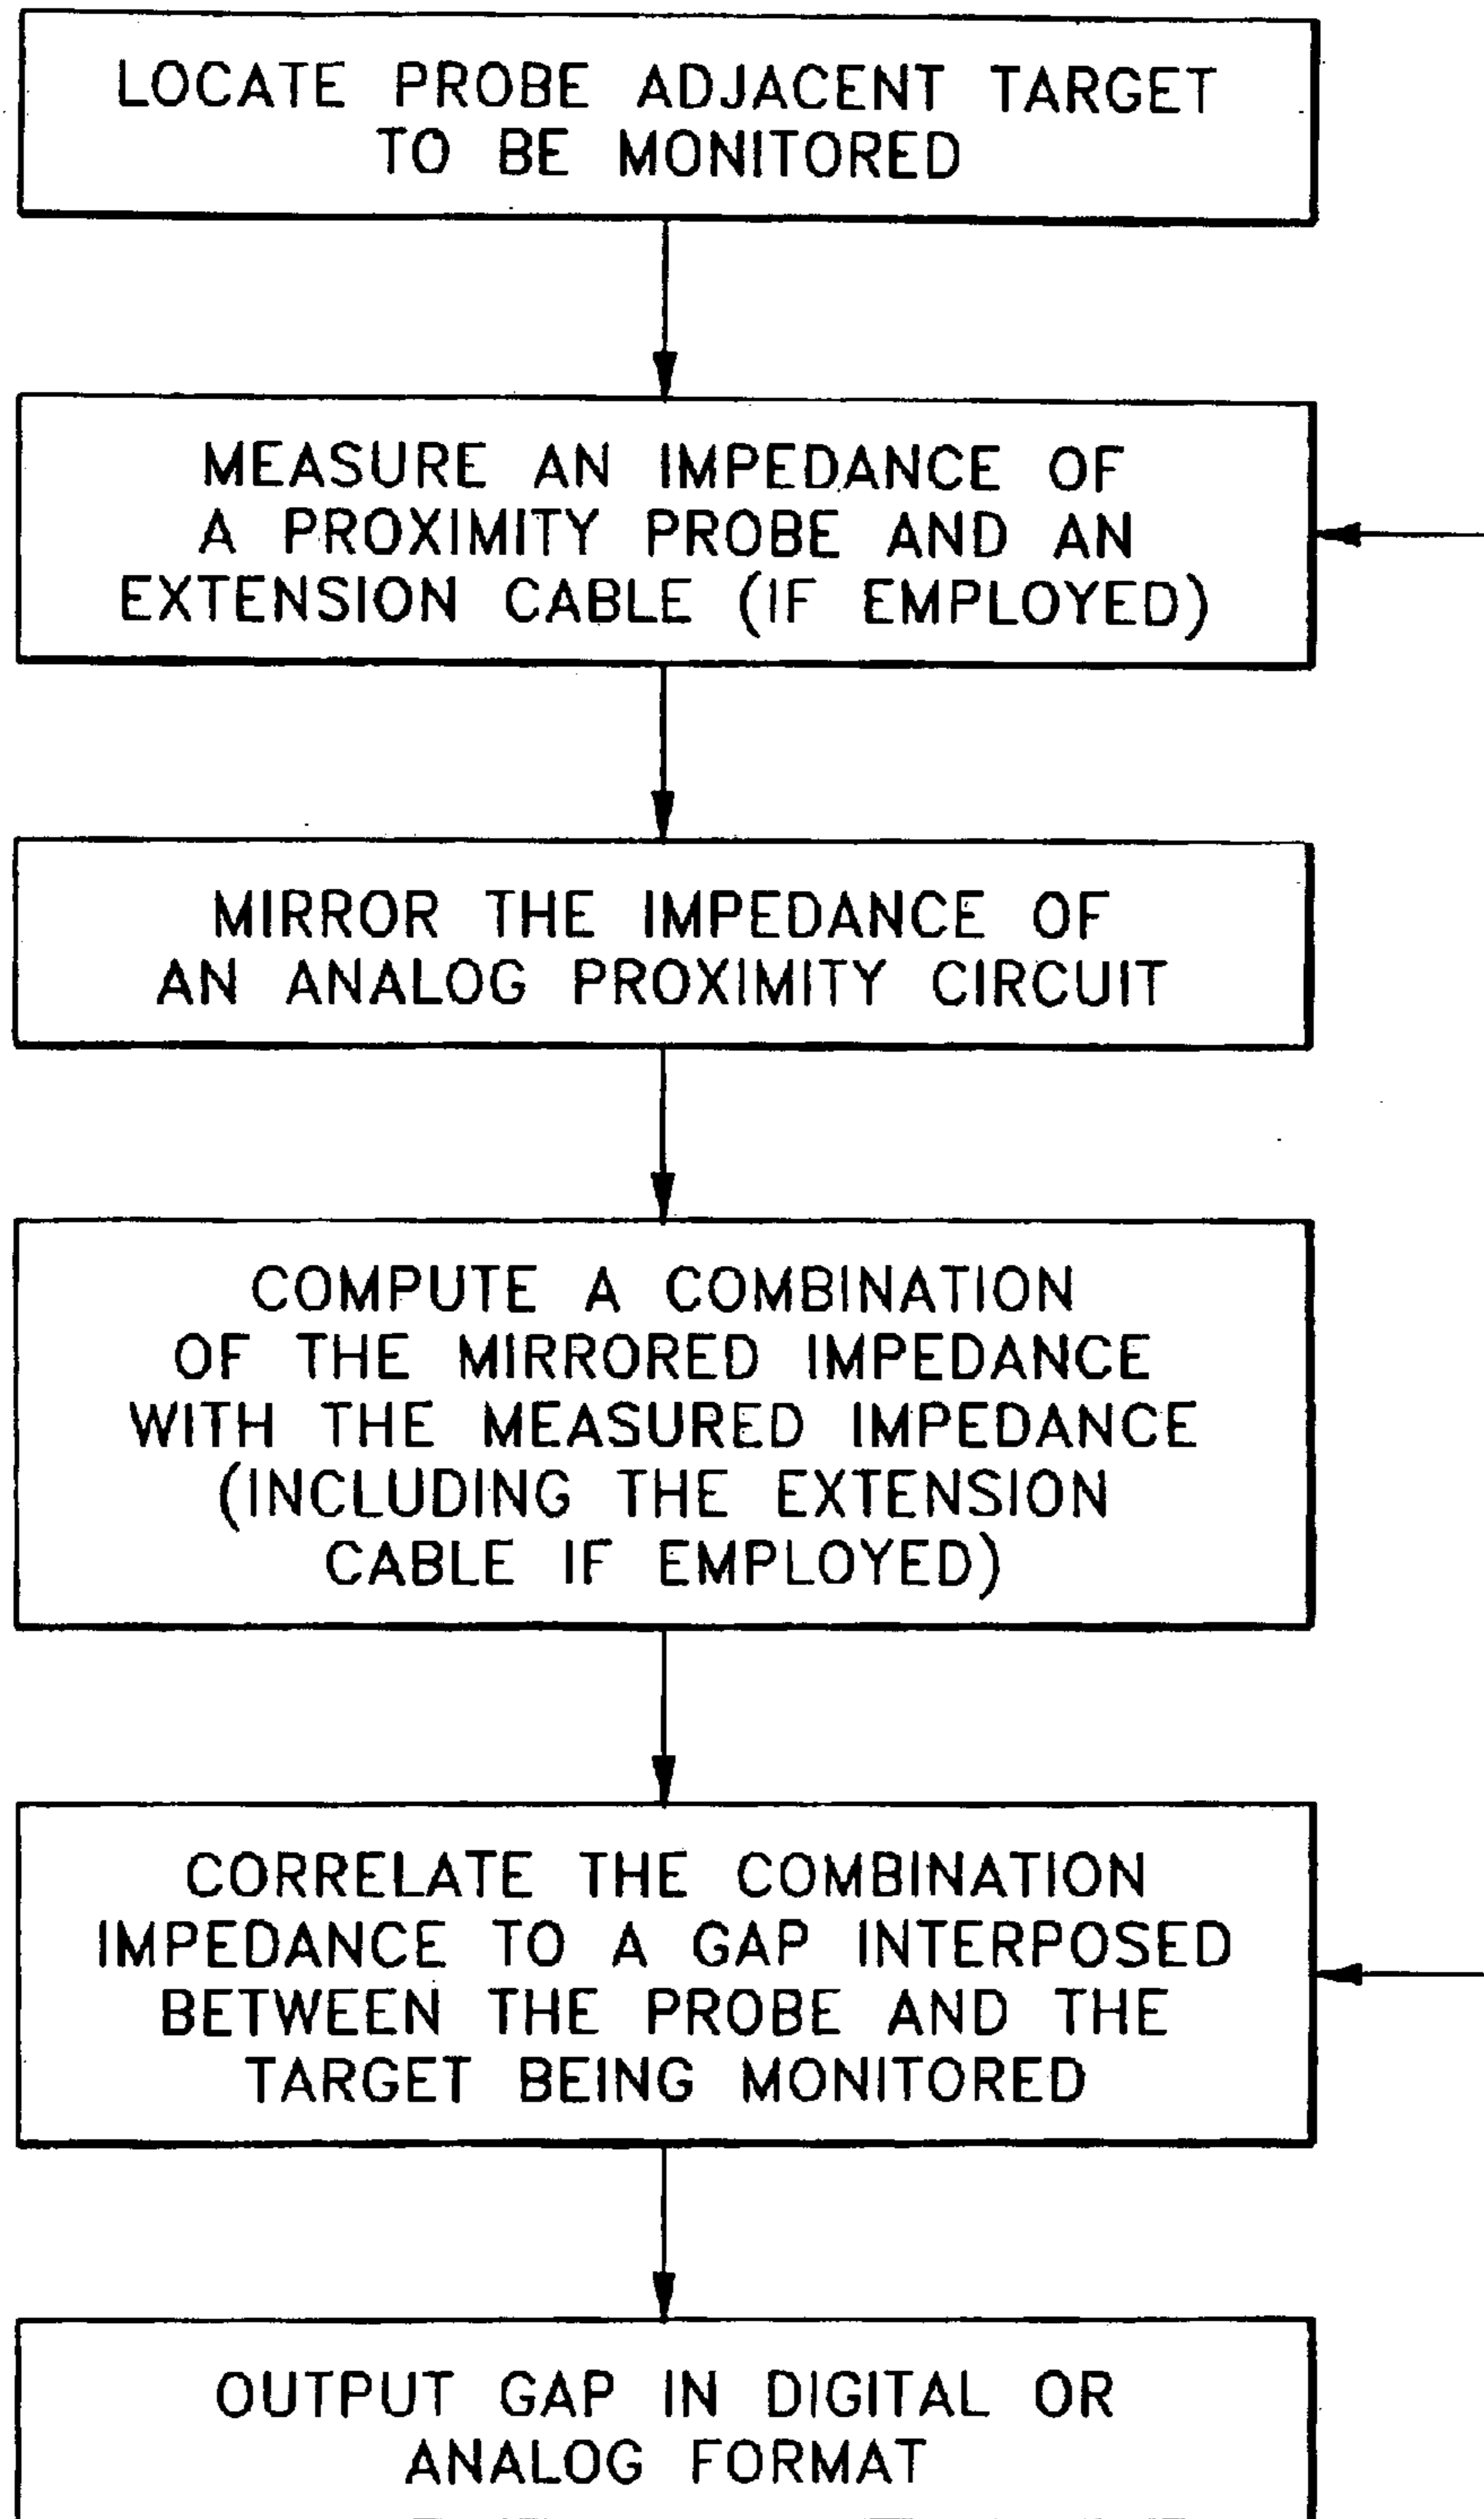 LOCATE PROBE ADJACENT TARGET
TO BE MONITORED
MEASURE AN IMPEDANCE OF
A PROXIMITY PROBE AND AN
EXTENSION CABLE (IF EMPLOYED)
MIRROR THE IMPEDANCE OF
AN ANALOG PROXIMITY CIRCUIT
COMPUTE A COMBINATION
OF THE MIRRORED IMPEDANCE
WITH THE MEASURED IMPEDANCE
(INCLUDING THE EXTENSION
CABLE IF EMPLOYED)
CORRELATE THE COMBINATION
IMPEDANCE TO A GAP INTERPOSED
BETWEEN THE PROBE AND THE
TARGET BEING MONITORED
OUTPUT GAP IN DIGITAL OR
ANALOG FORMAT